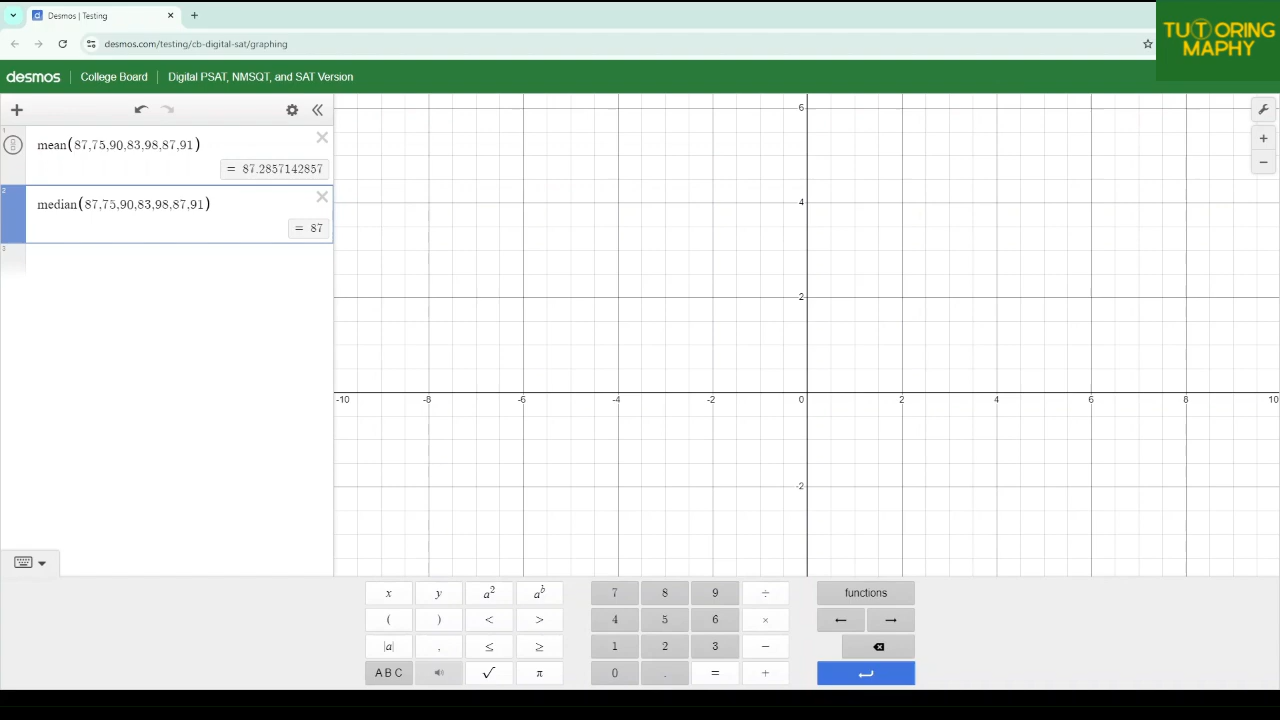 Desmos | Testing
desmos.com/testing/cb-digital-sat/graphing
TUTORING
MAPHY
desmos
College Board
Digital PSAT, NMSQT, and SAT Version
1
mean(87,75,90,83,98,87,91)
= 87.2857142857
2
median(87,75,90,83,98,87,91)
= 87
3
6
4
2
-10 -8 -6 -4 -2 0 2 4 6 8 10
-2
x y a² aᵇ 7 8 9 ÷ functions
( ) < > 4 5 6 × ← →
|a| , ≤ ≥ 1 2 3 −
A B C √ π 0 . = +